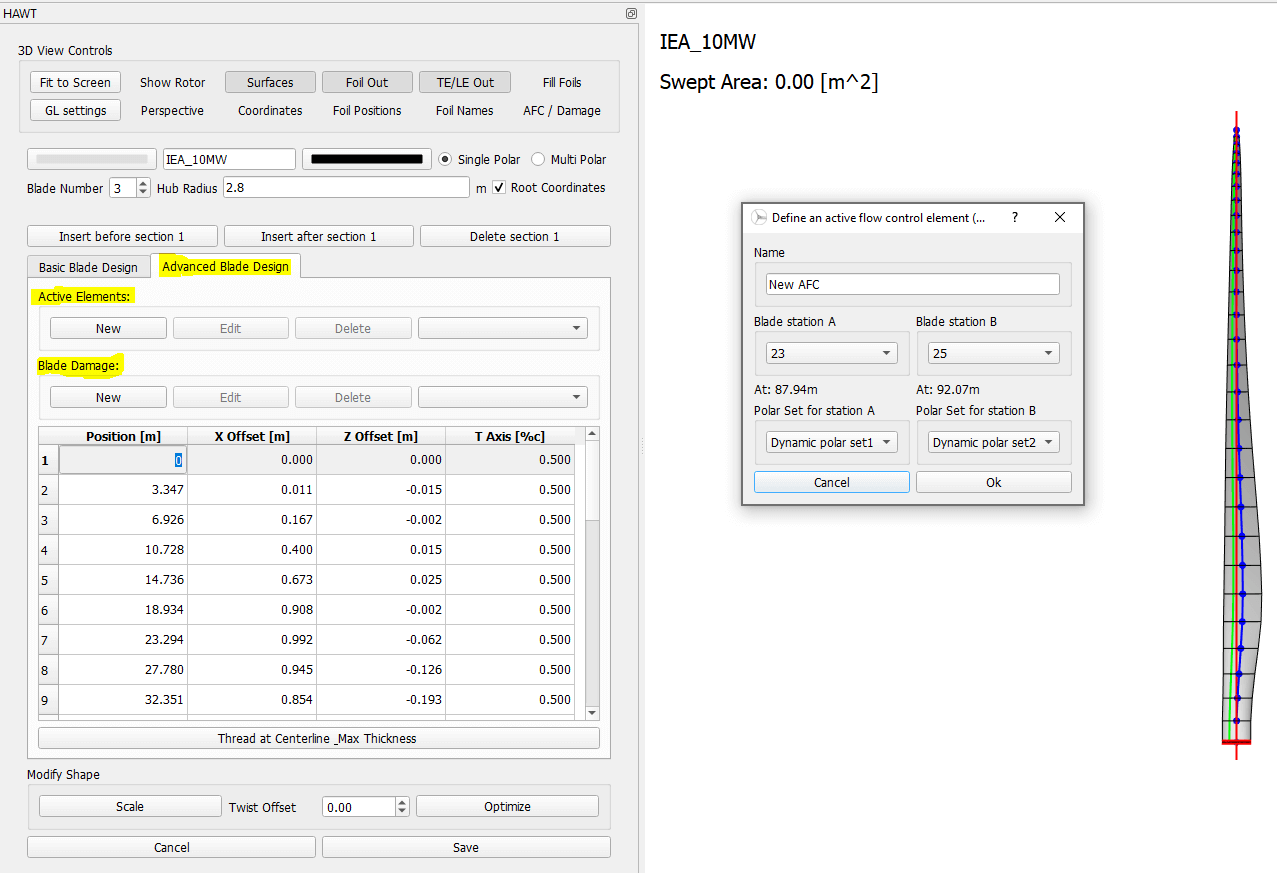 HAWT
3D View Controls
Fit to Screen Show Rotor Surfaces Foil Out TE/LE Out Fill Foils
GL settings Perspective Coordinates Foil Positions Foil Names AFC / Damage
IEA_10MW Single Polar Multi Polar
Blade Number 3 Hub Radius 2.8 m Root Coordinates
Insert before section 1 Insert after section 1 Delete section 1
Basic Blade Design Advanced Blade Design
Active Elements:
New Edit Delete
Blade Damage:
New Edit Delete
Position [m] X Offset [m] Z Offset [m] T Axis [%c]
1 0 0.000 0.000 0.500
2 3.347 0.011 -0.015 0.500
3 6.926 0.167 -0.002 0.500
4 10.728 0.400 0.015 0.500
5 14.736 0.673 0.025 0.500
6 18.934 0.908 -0.002 0.500
7 23.294 0.992 -0.062 0.500
8 27.780 0.945 -0.126 0.500
9 32.351 0.854 -0.193 0.500
Thread at Centerline _Max Thickness
Modify Shape
Scale Twist Offset 0.00 Optimize
Cancel Save
IEA_10MW
Swept Area: 0.00 [m^2]
Define an active flow control element (... ?
Name
New AFC
Blade station A Blade station B
23 25
At: 87.94m At: 92.07m
Polar Set for station A Polar Set for station B
Dynamic polar set1 Dynamic polar set2
Cancel Ok